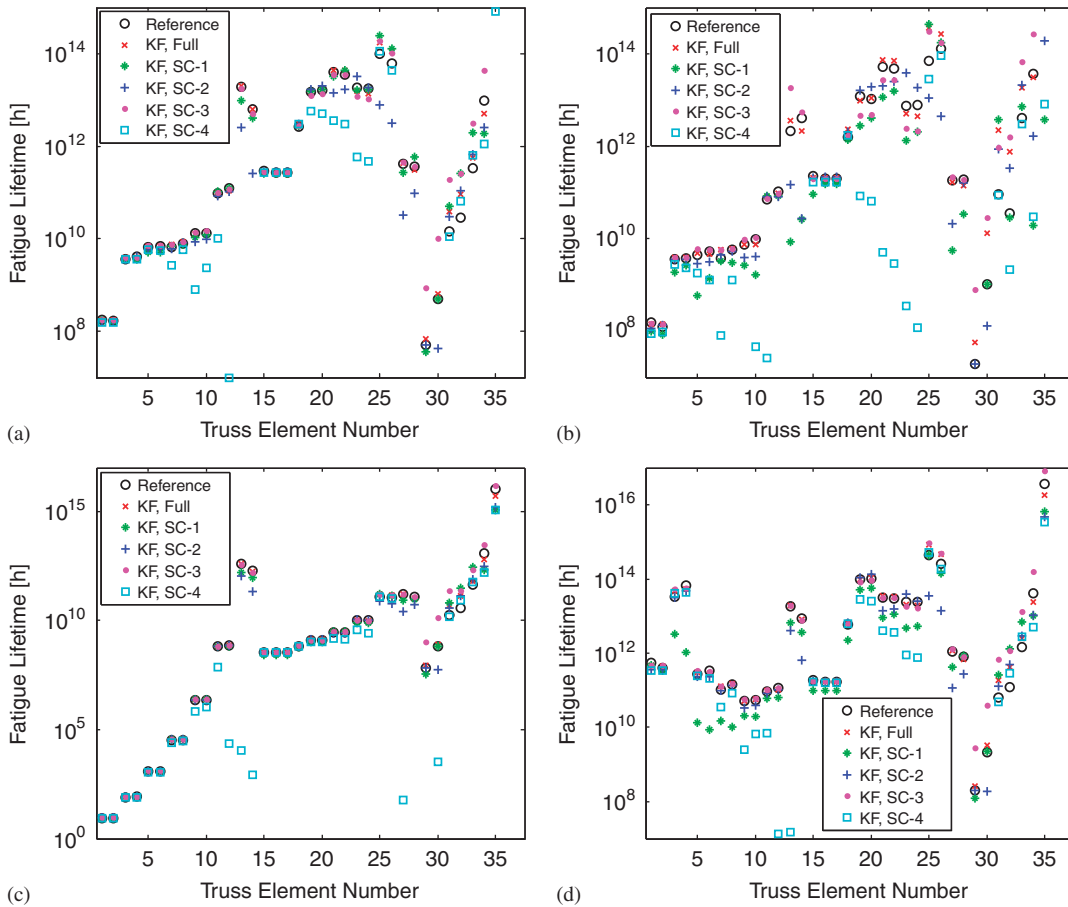 Reference
KF, Full
KF, SC-1
KF, SC-2
KF, SC-3
KF, SC-4
10^14
10^12
10^10
10^8
Fatigue Lifetime [h]
5 10 15 20 25 30 35
Truss Element Number
(a)
Reference
KF, Full
KF, SC-1
KF, SC-2
KF, SC-3
KF, SC-4
10^14
10^12
10^10
10^8
Fatigue Lifetime [h]
5 10 15 20 25 30 35
Truss Element Number
(b)
Reference
KF, Full
KF, SC-1
KF, SC-2
KF, SC-3
KF, SC-4
10^15
10^10
10^5
10^0
Fatigue Lifetime [h]
5 10 15 20 25 30 35
Truss Element Number
(c)
10^16
10^14
10^12
10^10
10^8
Fatigue Lifetime [h]
Reference
KF, Full
KF, SC-1
KF, SC-2
KF, SC-3
KF, SC-4
5 10 15 20 25 30 35
Truss Element Number
(d)